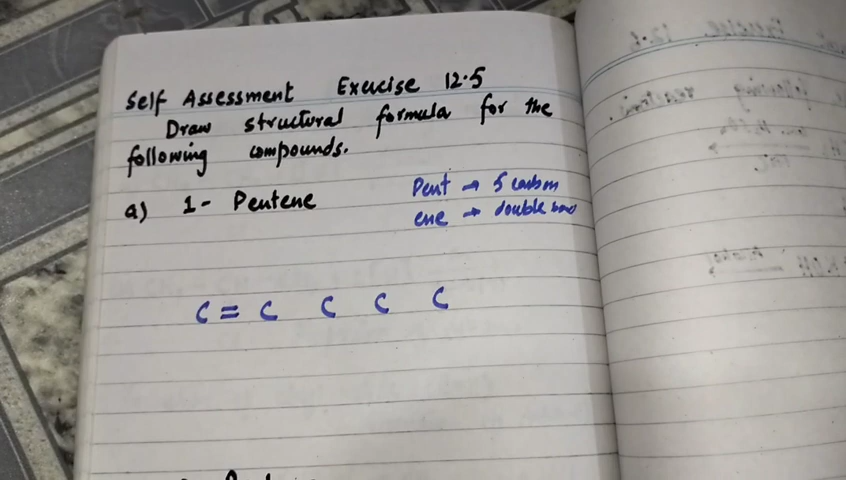 Self Assessment Exercise 12.5
Draw structural formula for the
following compounds.
a) 1- Pentene
Pent → 5 carbon
ene → double bond
C = C C C C